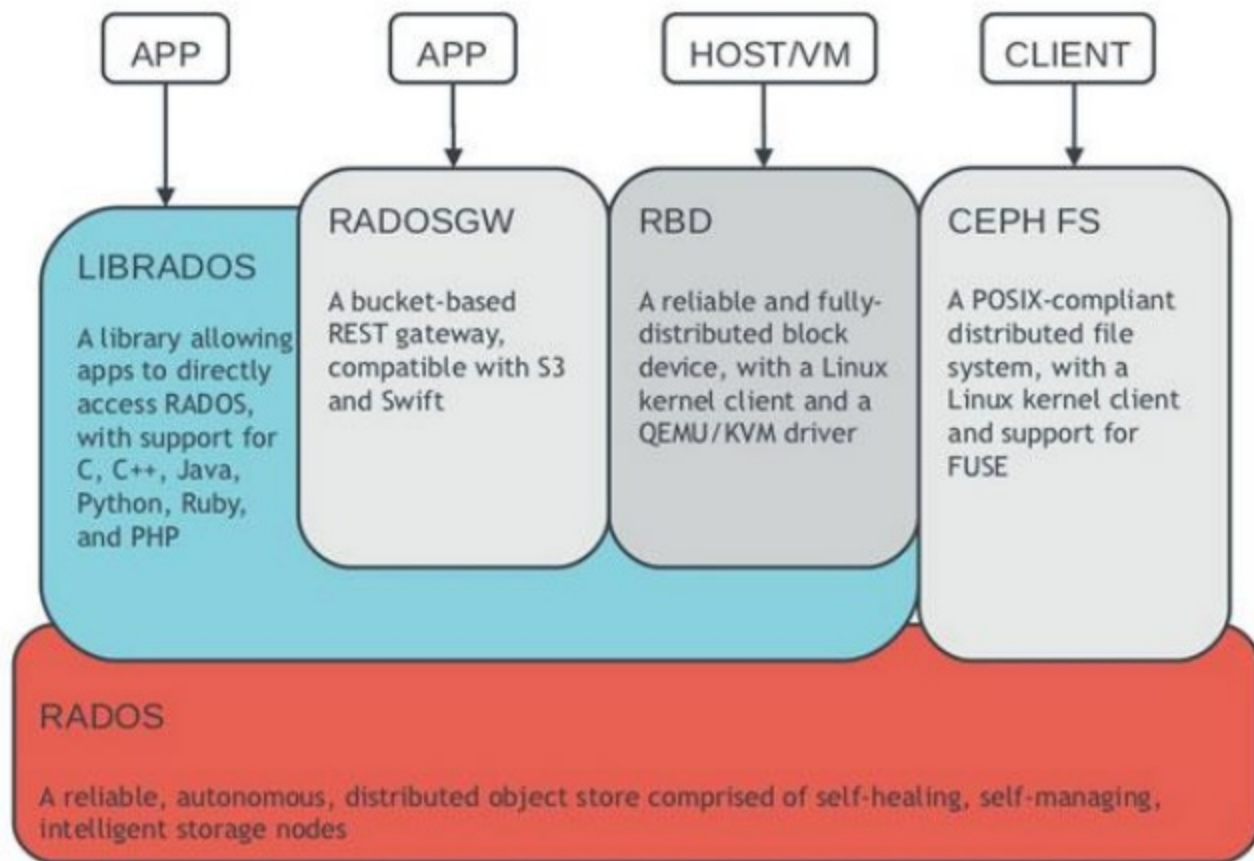 APP
APP
HOST/VM
CLIENT
LIBRADOS
A library allowing
apps to directly
access RADOS,
with support for
C, C++, Java,
Python, Ruby,
and PHP
RADOSGW
A bucket-based
REST gateway,
compatible with S3
and Swift
RBD
A reliable and fully-
distributed block
device, with a Linux
kernel client and a
QEMU/KVM driver
CEPH FS
A POSIX-compliant
distributed file
system, with a
Linux kernel client
and support for
FUSE
RADOS
A reliable, autonomous, distributed object store comprised of self-healing, self-managing,
intelligent storage nodes